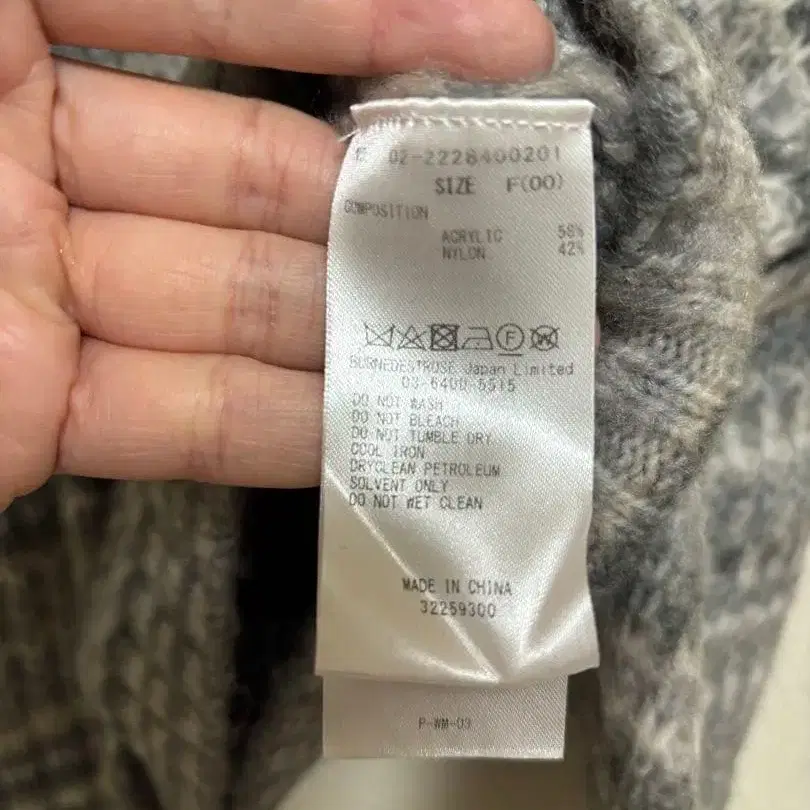 02-2228400201
SIZE F(00)
COMPOSITION
ACRYLIC 58%
NYLON 42%
F W
BURNEDESTROSE Japan Limited
03-6400-5515
DO NOT WASH
DO NOT BLEACH
DO NOT TUMBLE DRY
COOL IRON
DRYCLEAN PETROLEUM
SOLVENT ONLY
DO NOT WET CLEAN
MADE IN CHINA
32259300
P-WM-03